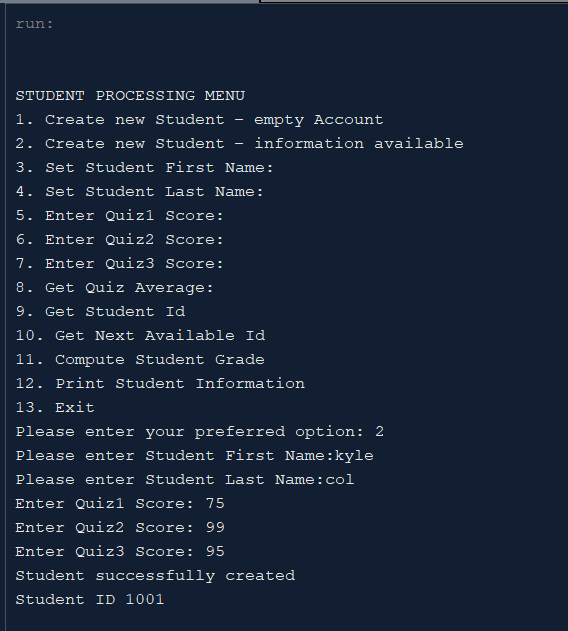 run:
STUDENT PROCESSING MENU
1. Create new Student - empty Account
2. Create new Student - information available
3. Set Student First Name:
4. Set Student Last Name:
5. Enter Quiz1 Score:
6. Enter Quiz2 Score:
7. Enter Quiz3 Score:
8. Get Quiz Average:
9. Get Student Id
10. Get Next Available Id
11. Compute Student Grade
12. Print Student Information
13. Exit
Please enter your preferred option: 2
Please enter Student First Name:kyle
Please enter Student Last Name:col
Enter Quiz1 Score: 75
Enter Quiz2 Score: 99
Enter Quiz3 Score: 95
Student successfully created
Student ID 1001